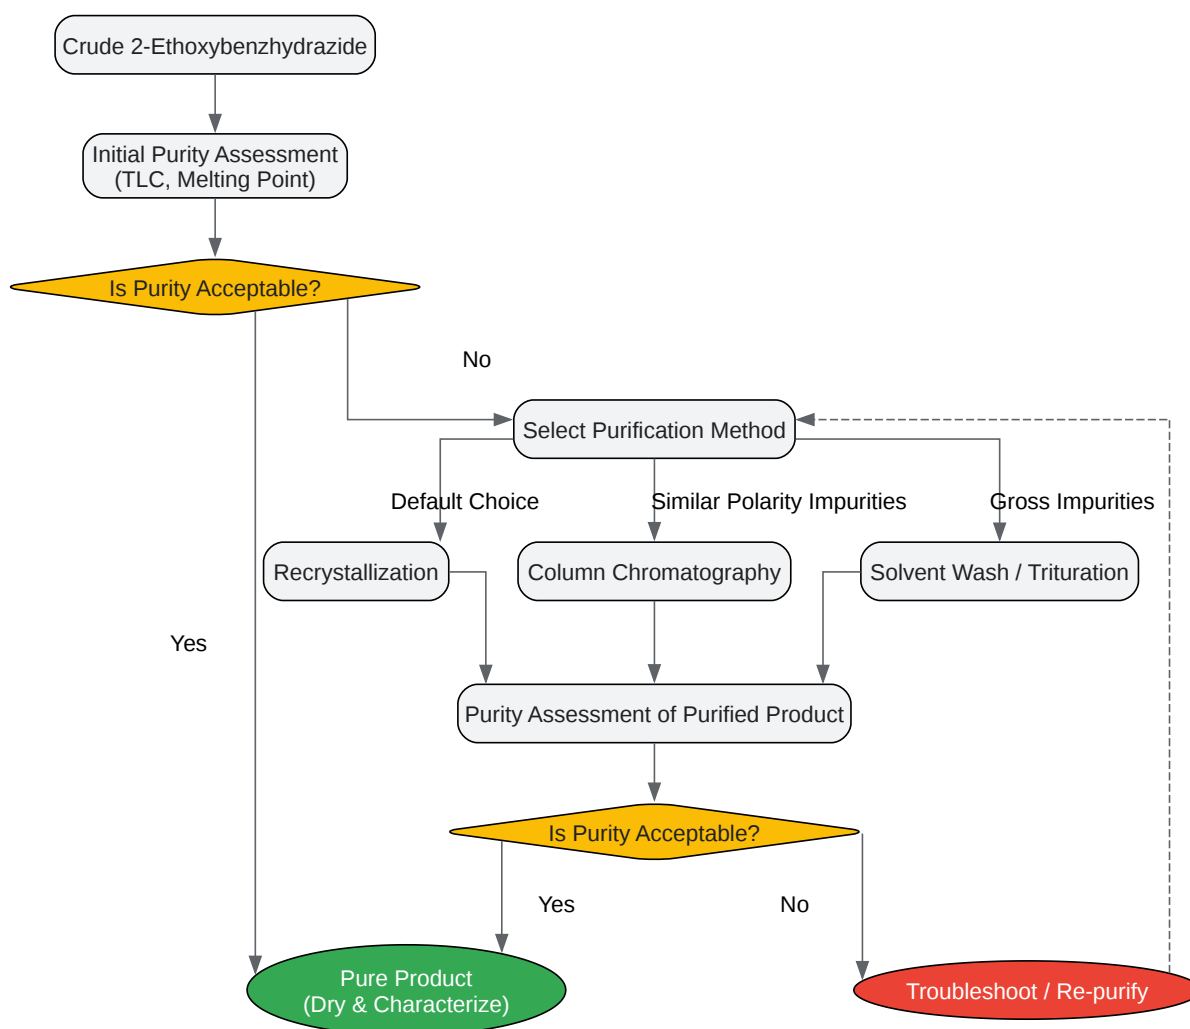 Crude 2-Ethoxybenzhydrazide
Initial Purity Assessment
(TLC, Melting Point)
Is Purity Acceptable?
No
Select Purification Method
Default Choice
Similar Polarity Impurities
Gross Impurities
Recrystallization
Column Chromatography
Solvent Wash / Trituration
Yes
Purity Assessment of Purified Product
Is Purity Acceptable?
Yes
No
Pure Product
(Dry & Characterize)
Troubleshoot / Re-purify